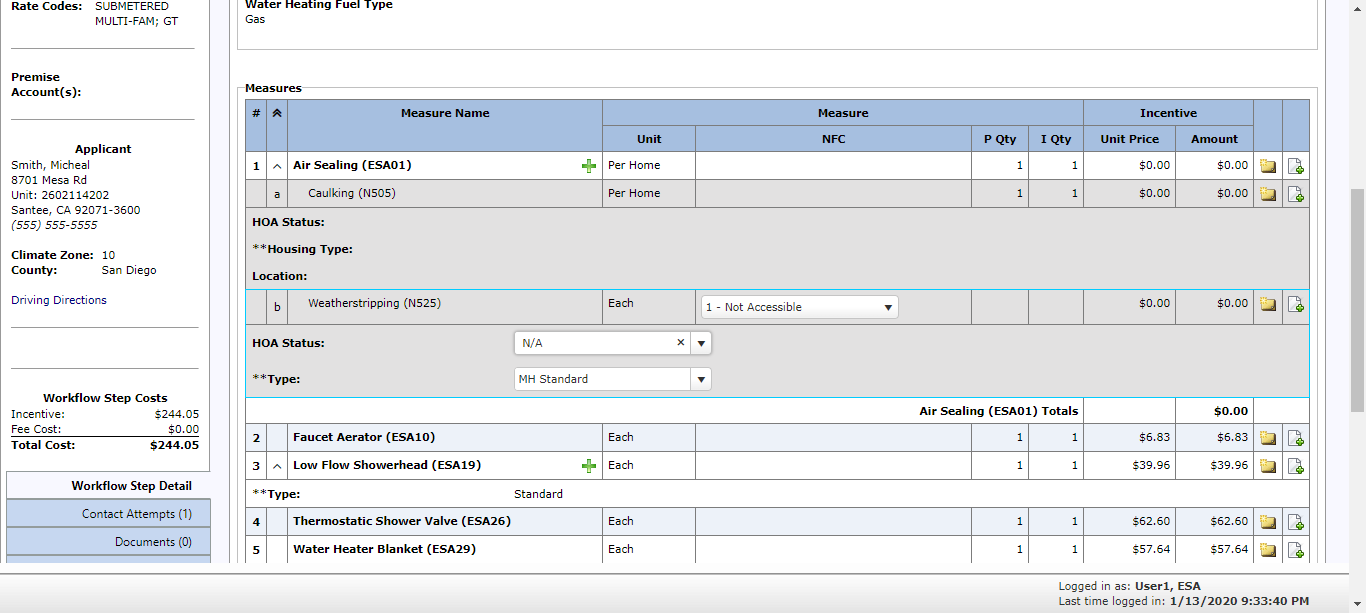 Rate Codes: SUBMETERED
MULTI-FAM; GT
Premise
Account(s):
Applicant
Smith, Micheal
8701 Mesa Rd
Unit: 2602114202
Santee, CA 92071-3600
(555) 555-5555
Climate Zone: 10
County: San Diego
Driving Directions
Workflow Step Costs
Incentive: $244.05
Fee Cost: $0.00
Total Cost: $244.05
Workflow Step Detail
Contact Attempts (1)
Documents (0)
Water Heating Fuel Type
Gas
Measures
# Measure Name Measure Incentive
Unit NFC P Qty I Qty Unit Price Amount
1 Air Sealing (ESA01) Per Home 1 1 $0.00 $0.00
a Caulking (N505) Per Home 1 1 $0.00 $0.00
HOA Status:
**Housing Type:
Location:
b Weatherstripping (N525) Each 1 - Not Accessible $0.00 $0.00
HOA Status: N/A ×
**Type: MH Standard
Air Sealing (ESA01) Totals $0.00
2 Faucet Aerator (ESA10) Each 1 1 $6.83 $6.83
3 Low Flow Showerhead (ESA19) Each 1 1 $39.96 $39.96
**Type: Standard
4 Thermostatic Shower Valve (ESA26) Each 1 1 $62.60 $62.60
5 Water Heater Blanket (ESA29) Each 1 1 $57.64 $57.64
Logged in as: User1, ESA
Last time logged in: 1/13/2020 9:33:40 PM